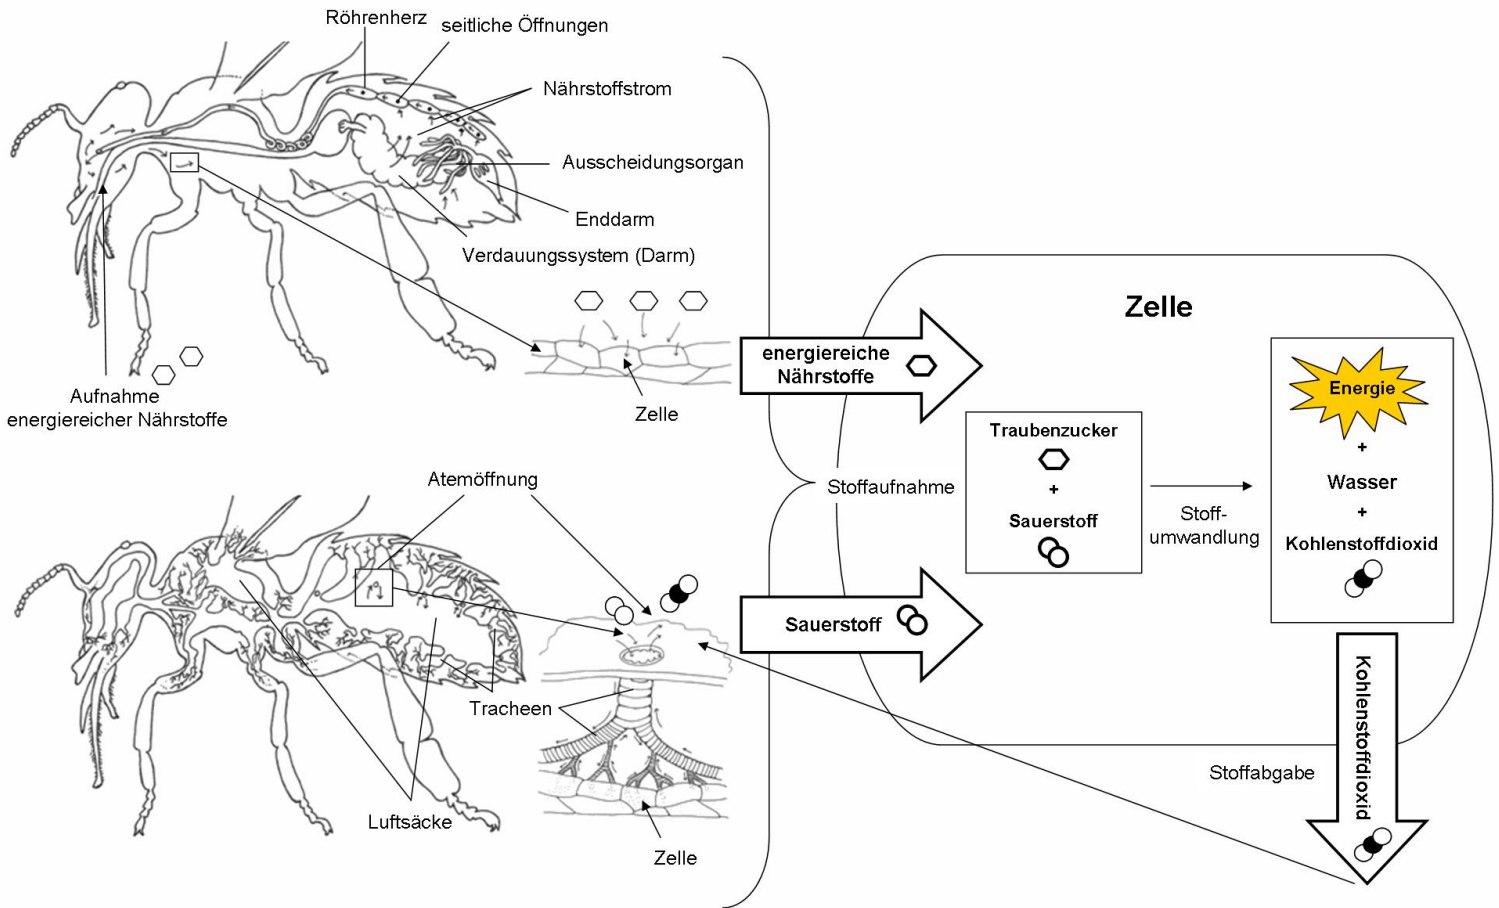 Röhrenherz
seitliche Öffnungen
Nährstoffstrom
Ausscheidungsorgan
Enddarm
Verdauungssystem (Darm)
Aufnahme
energiereicher Nährstoffe
Zelle
Atemöffnung
Tracheen
Luftsäcke
Zelle
energiereiche
Nährstoffe
Sauerstoff
Stoffaufnahme
Zelle
Traubenzucker
+
Sauerstoff
Stoff-
umwandlung
Energie
+
Wasser
+
Kohlenstoffdioxid
Stoffabgabe
Kohlenstoffdioxid